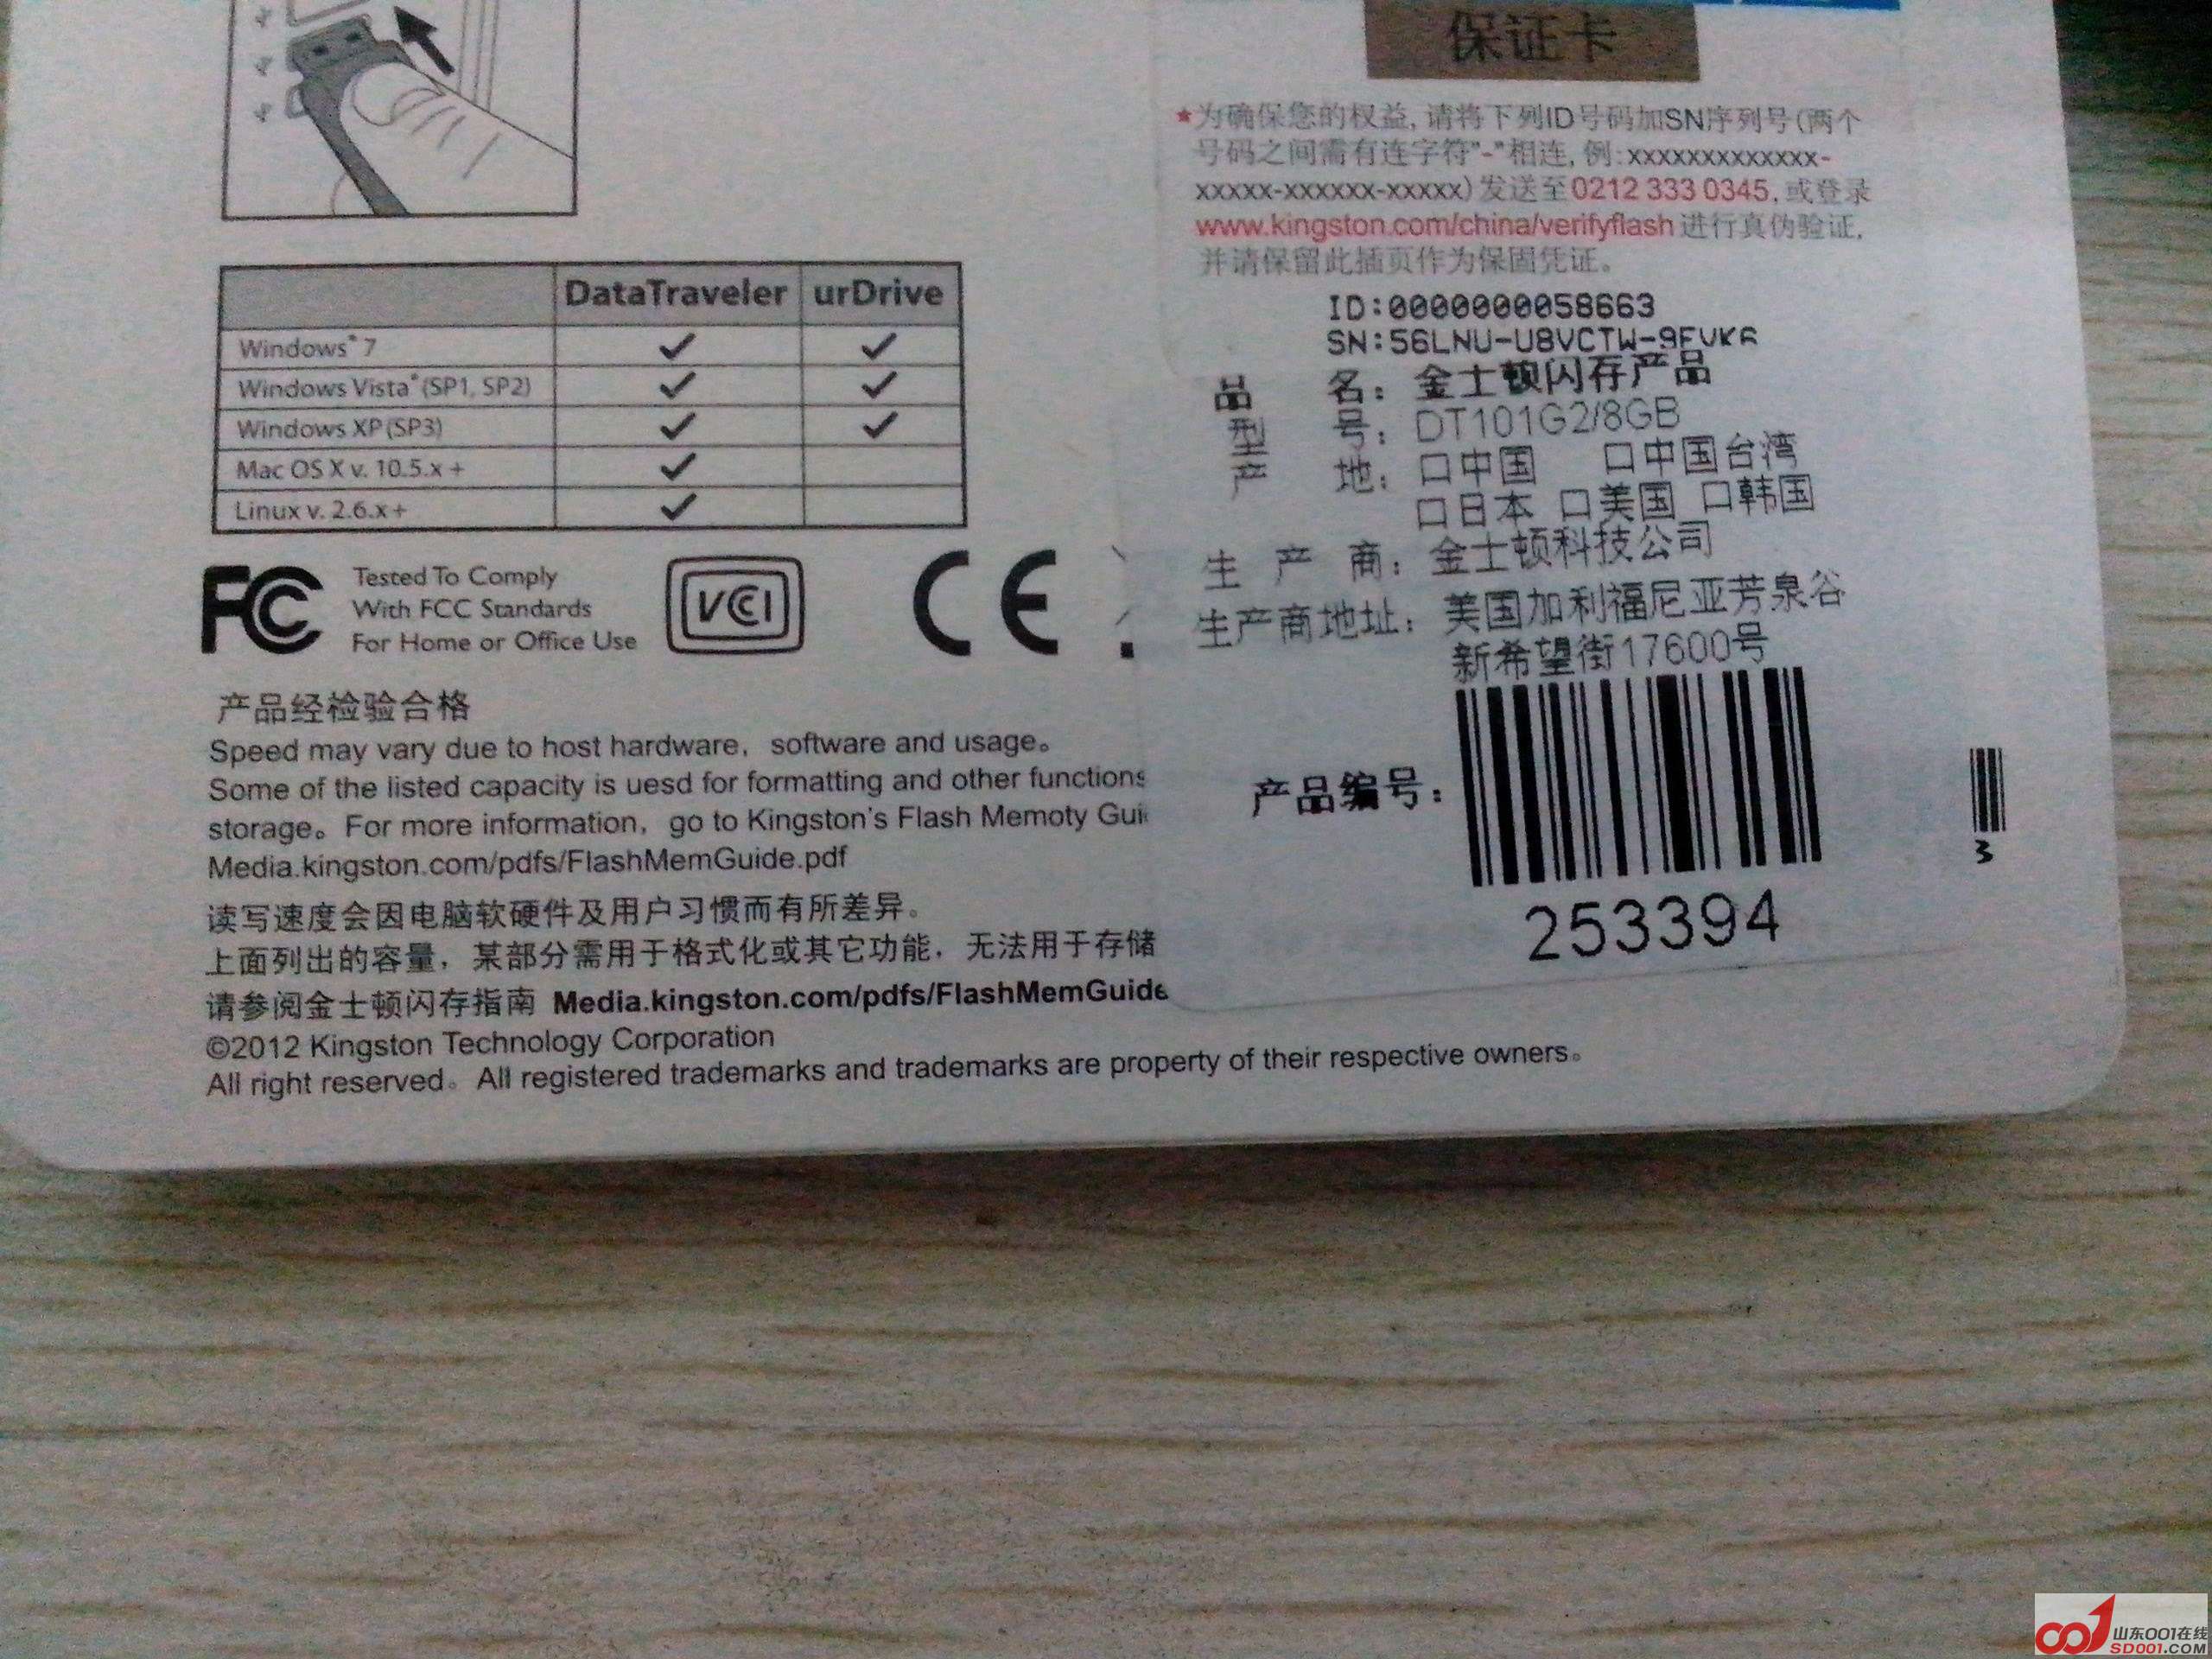 保证卡
★为确保您的权益,请将下列ID号码加SN序列号(两个
号码之间需有连字符"-"相连,例:xxxxxxxxxxxxx-
xxxxx-xxxxxx-xxxxx)发送至0212 333 0345,或登录
www.kingston.com/china/verifyflash进行真伪验证,
并请保留此插页作为保固凭证。
ID:0000000058663
SN:56LNU-U8VCTW-9FVK6
品 名: 金士顿闪存产品
型 号: DT101G2/8GB
产 地: 口中国 口中国台湾
口日本 口美国 口韩国
生 产 商: 金士顿科技公司
生产商地址: 美国加利福尼亚芳泉谷
新希望街17600号
产品编号:
253394
3
DataTraveler urDrive
Windows® 7 ✓ ✓
Windows Vista® (SP1, SP2) ✓ ✓
Windows XP (SP3) ✓ ✓
Mac OS X v. 10.5.x + ✓
Linux v. 2.6.x + ✓
FC Tested To Comply
With FCC Standards
For Home or Office Use
VCCI
CE
产品经检验合格
Speed may vary due to host hardware, software and usage。
Some of the listed capacity is uesd for formatting and other functions
storage。For more information, go to Kingston's Flash Memoty Gui
Media.kingston.com/pdfs/FlashMemGuide.pdf
读写速度会因电脑软硬件及用户习惯而有所差异。
上面列出的容量,某部分需用于格式化或其它功能,无法用于存储
请参阅金士顿闪存指南 Media.kingston.com/pdfs/FlashMemGuide
©2012 Kingston Technology Corporation
All right reserved。All registered trademarks and trademarks are property of their respective owners。
001 山东001在线
SD001.COM